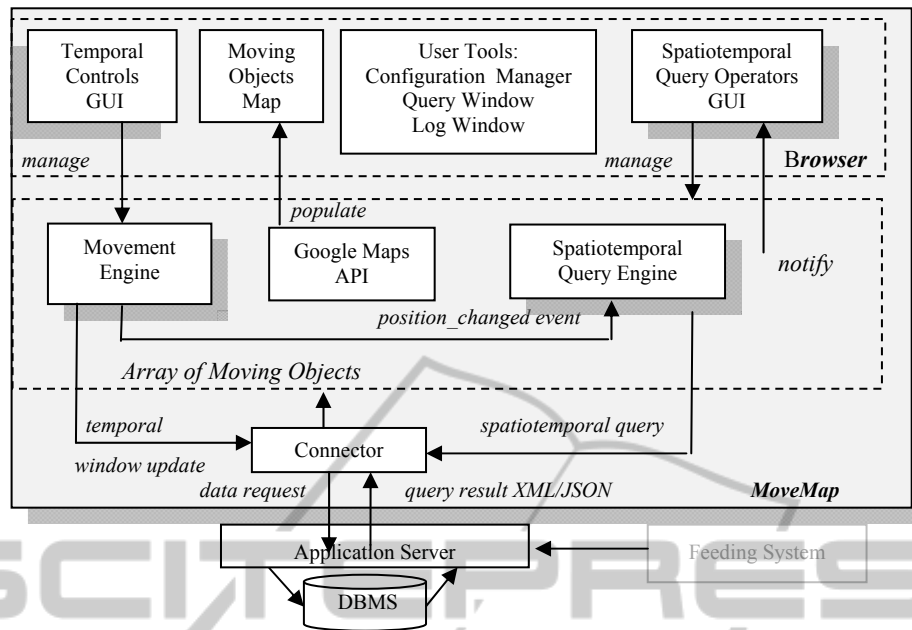 Temporal
Controls
GUI
Moving
Objects
Map
User Tools:
Configuration Manager
Query Window
Log Window
Spatiotemporal
Query Operators
GUI
manage
manage
Browser
populate
Movement
Engine
Google Maps
API
Spatiotemporal
Query Engine
notify
position_changed event
Array of Moving Objects
temporal
window update
Connector
spatiotemporal query
data request
query result XML/JSON
MoveMap
Application Server
Feeding System
DBMS
SCITEPRESS